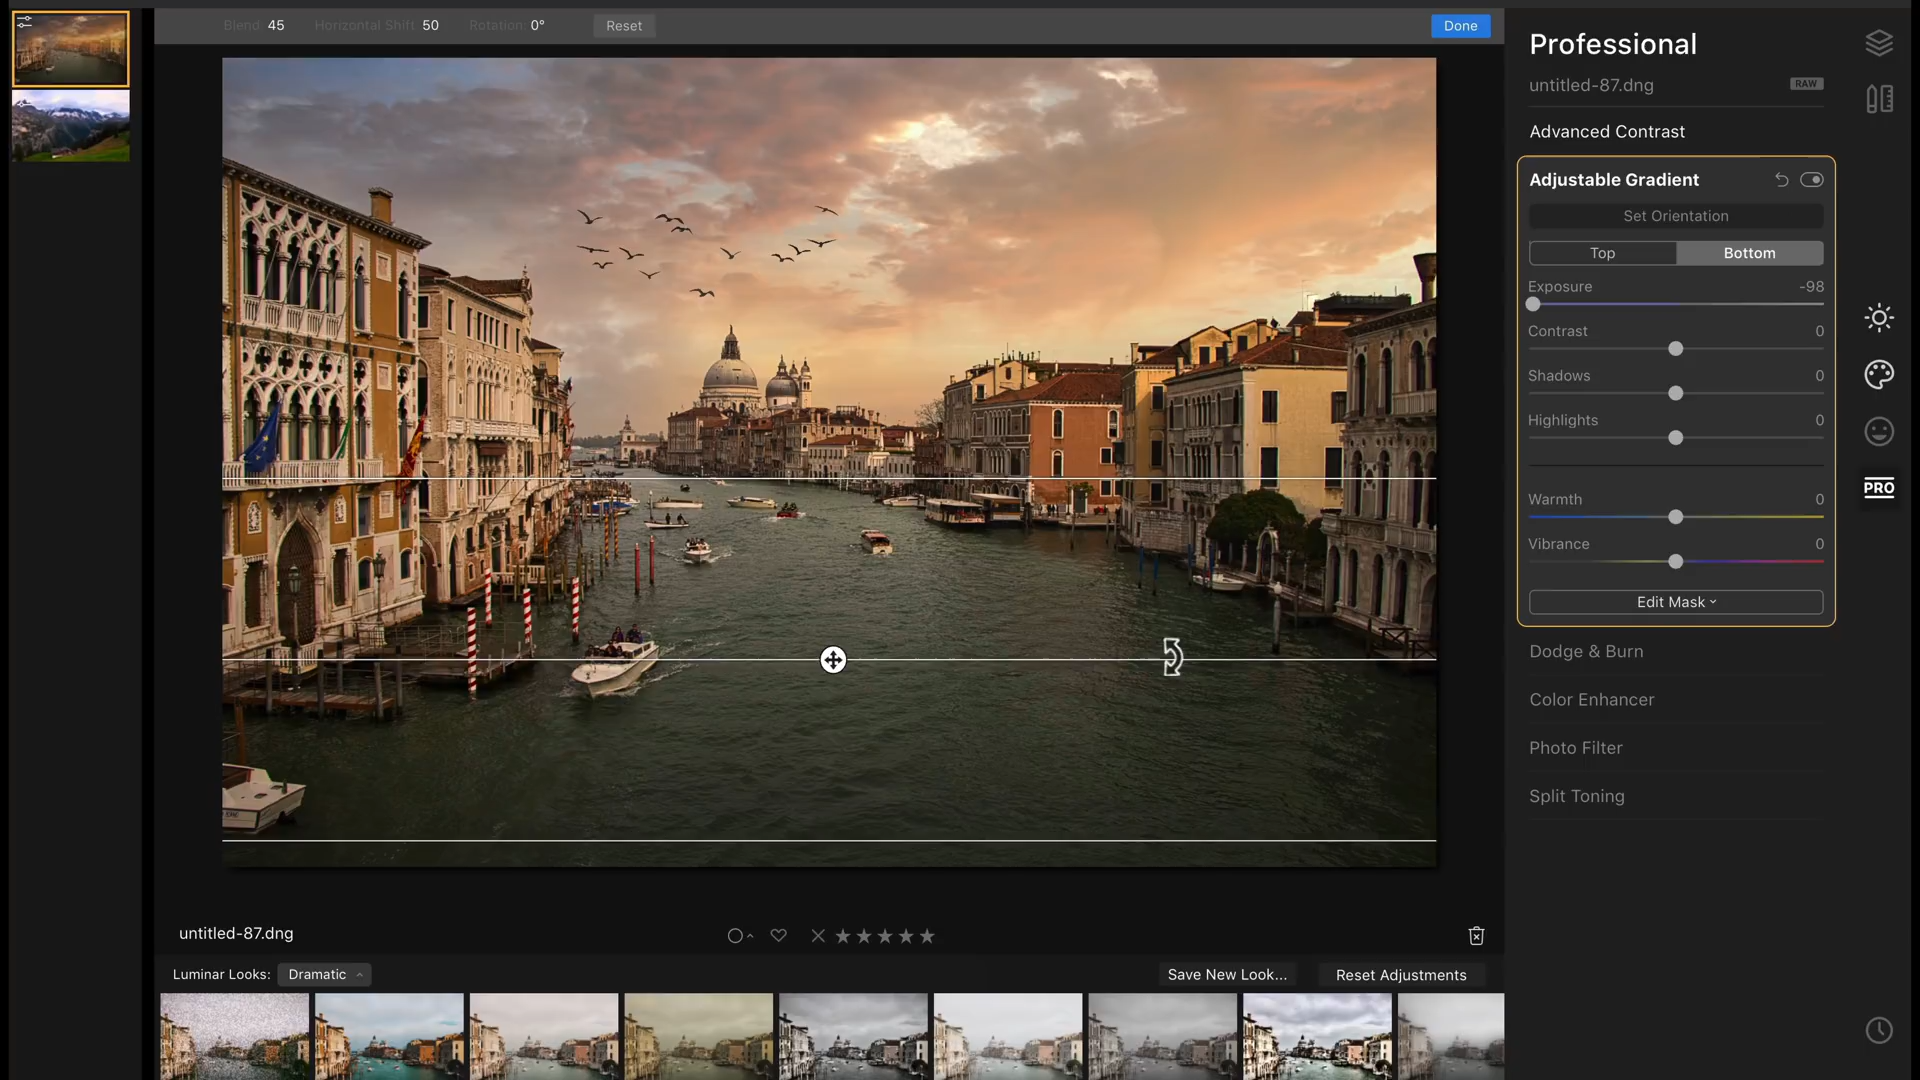 Blend 45 Horizontal Shift 50 Rotation: 0° Reset Done
Professional
untitled-87.dng RAW
Advanced Contrast
Adjustable Gradient
Set Orientation
Top Bottom
Exposure -98
Contrast 0
Shadows 0
Highlights 0
Warmth 0
Vibrance 0
Edit Mask
PRO
Dodge & Burn
Color Enhancer
Photo Filter
Split Toning
untitled-87.dng
Luminar Looks: Dramatic Save New Look... Reset Adjustments